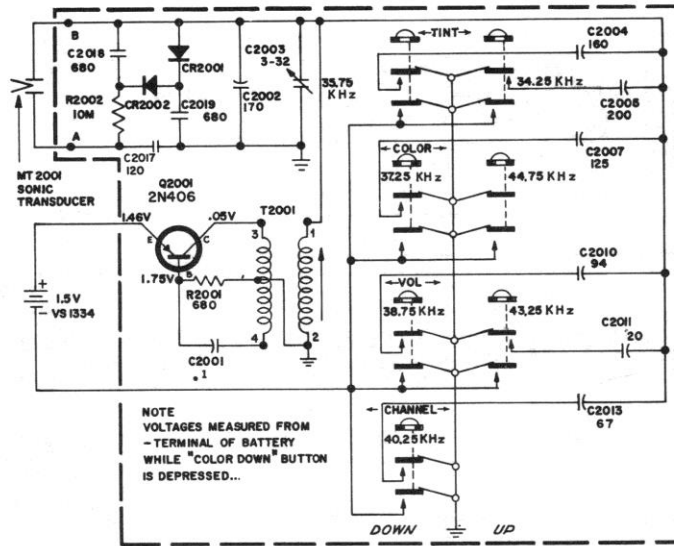 B
C2018
680
CR2001
C2003
3-32
35.75
KHz
R2002
10M
CR2002
C2019 680
C2002
170
A
C2017
120
MT 2001
SONIC
TRANSDUCER
←TINT→
C2004
160
34.25 KHz
200
←COLOR→
37.25 KHz
44.75 KHz
C2007
125
Q2001
2N406
1.46V
.05V
T2001
E
C
B
3
1
1.75V
R2001
680
4
2
C2001
.1
1.5V
VS 1334
+
-
C2010
94
←VOL→
38.75 KHz
43.25 KHz
C2011
20
←CHANNEL→
C2013
67
40.25 KHz
NOTE
VOLTAGES MEASURED FROM
-TERMINAL OF BATTERY
WHILE "COLOR DOWN" BUTTON
IS DEPRESSED...
DOWN
UP